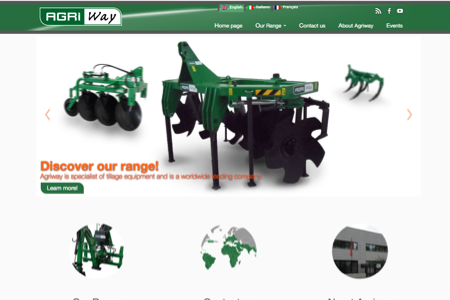 AGRI Way
English Italiano Français
Home page Our Range Contact us About Agriway Events
Discover our range!
Agriway is specialist of tillage equipment and is a worldwide leading company
Learn more!